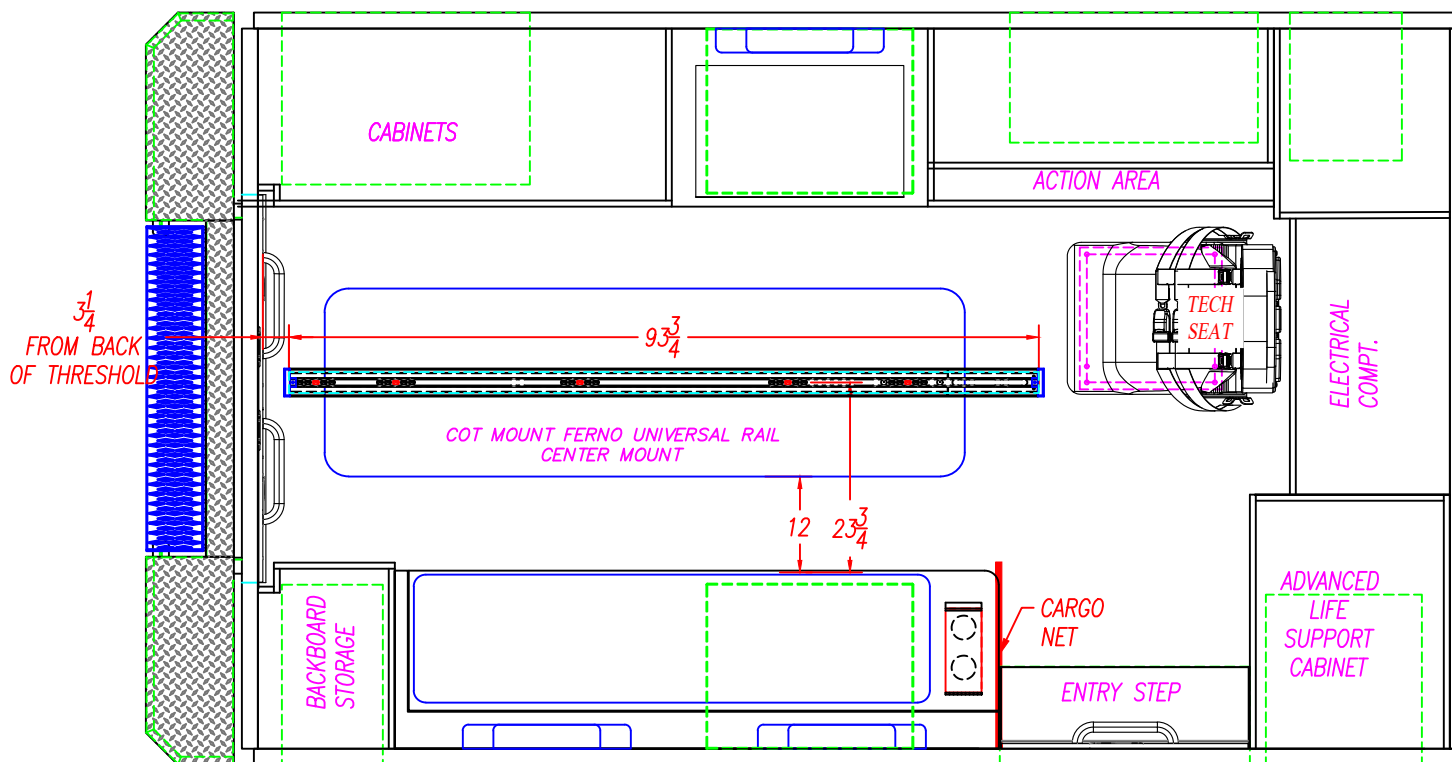 CABINETS
ACTION AREA
3 1/4
FROM BACK
OF THRESHOLD
93 3/4
TECH
SEAT
ELECTRICAL
COMPT.
COT MOUNT FERNO UNIVERSAL RAIL
CENTER MOUNT
12
23 3/4
BACKBOARD
STORAGE
CARGO
NET
ENTRY STEP
ADVANCED
LIFE
SUPPORT
CABINET